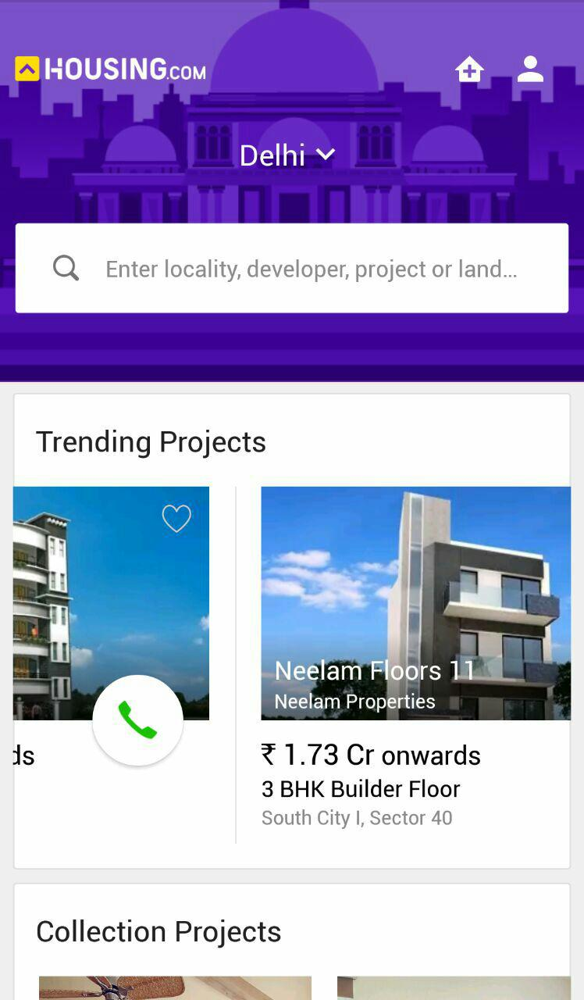 HOUSING.COM
Delhi
Enter locality, developer, project or land...
Trending Projects
Neelam Floors 11
Neelam Properties
ds
₹ 1.73 Cr onwards
3 BHK Builder Floor
South City I, Sector 40
Collection Projects